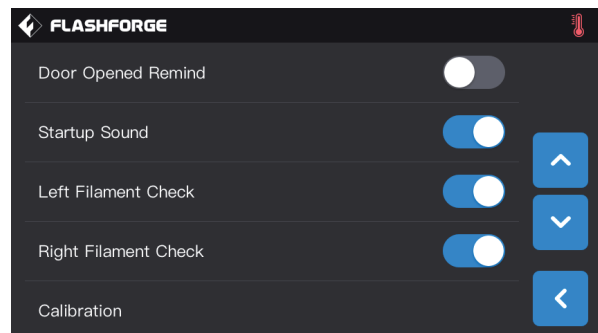 FLASHFORGE
Door Opened Remind
Startup Sound
Left Filament Check
Right Filament Check
Calibration